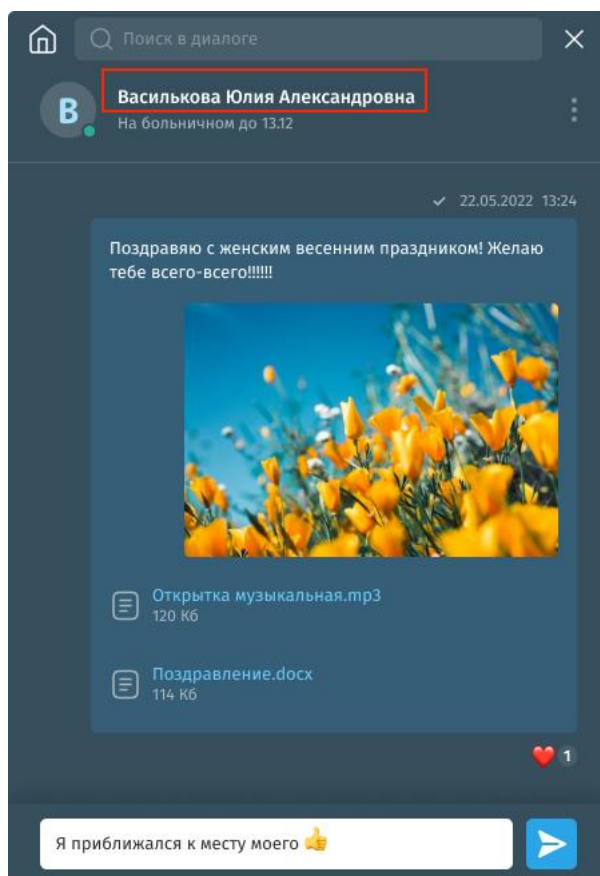 Поиск в диалоге
В
Василькова Юлия Александровна
На больничном до 13.12
22.05.2022 13:24
Поздравяю с женским весенним праздником! Желаю
тебе всего-всего!!!!!!
Открытка музыкальная.mp3
120 Кб
Поздравление.docx
114 Кб
❤️ 1
Я приближался к месту моего 👍